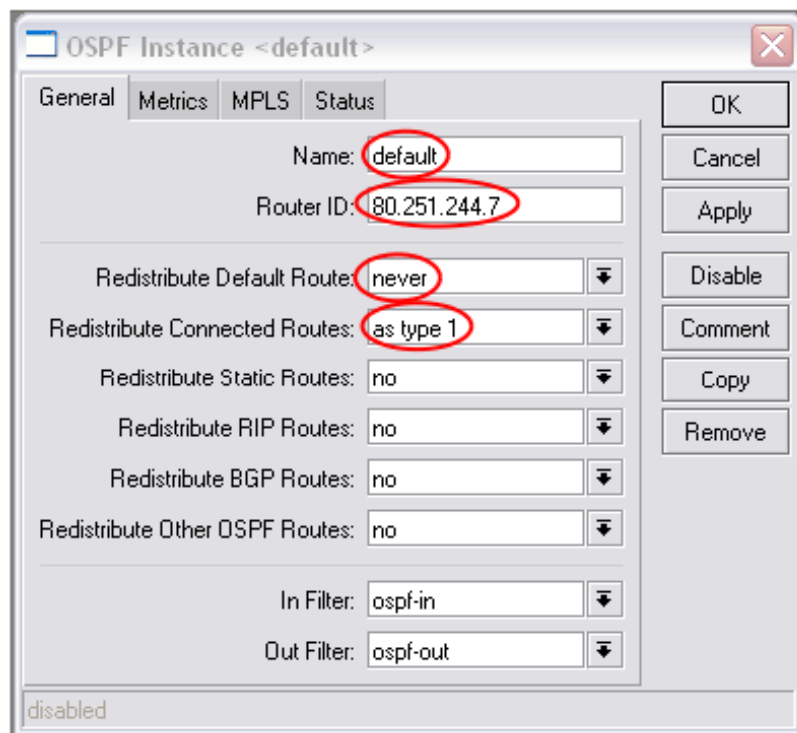 OSPF Instance <default>
General Metrics MPLS Status
OK
Name: default
Cancel
Router ID: 80.251.244.7
Apply
Redistribute Default Route: never
Disable
Redistribute Connected Routes: as type 1
Comment
Redistribute Static Routes: no
Copy
Redistribute RIP Routes: no
Remove
Redistribute BGP Routes: no
Redistribute Other OSPF Routes: no
In Filter: ospf-in
Out Filter: ospf-out
disabled